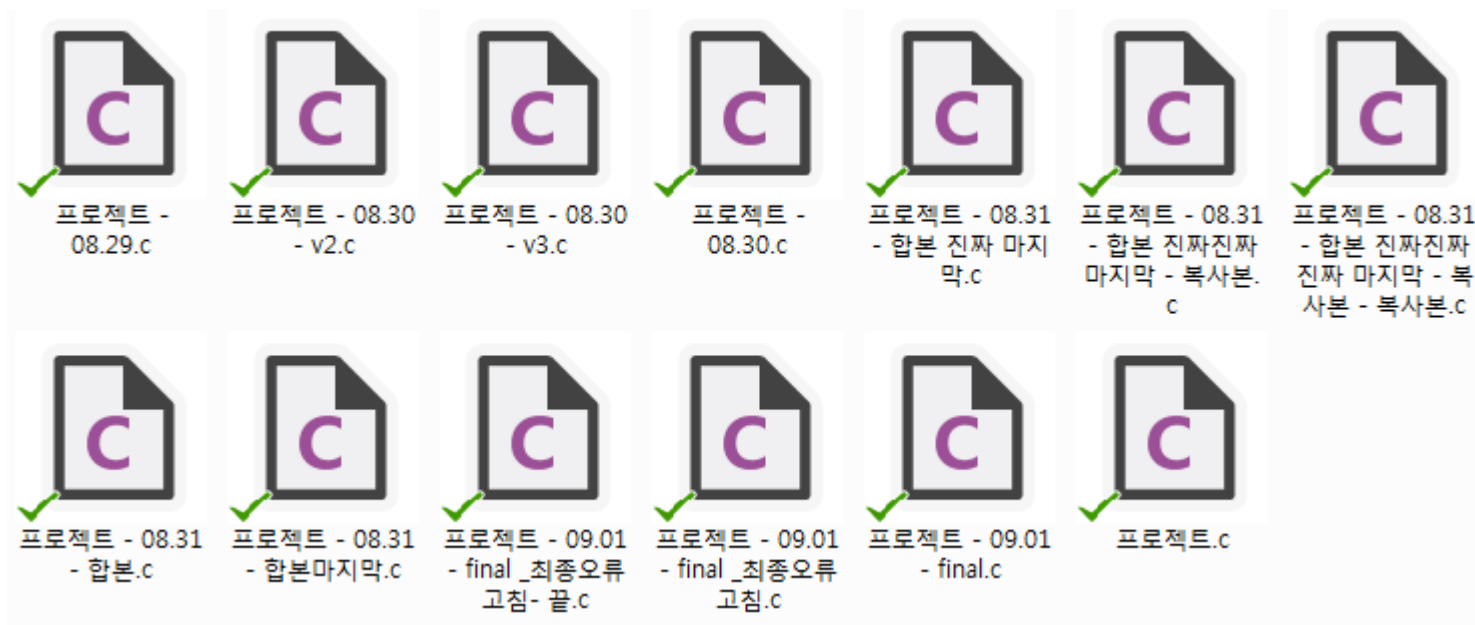 프로젝트 -
08.29.c
프로젝트 - 08.30
- v2.c
프로젝트 - 08.30
- v3.c
프로젝트 -
08.30.c
프로젝트 - 08.31
- 합본 진짜 마지
막.c
프로젝트 - 08.31
- 합본 진짜진짜
마지막 - 복사본.
c
프로젝트 - 08.31
- 합본 진짜진짜
진짜 마지막 - 복
사본 - 복사본.c
프로젝트 - 08.31
- 합본.c
프로젝트 - 08.31
- 합본마지막.c
프로젝트 - 09.01
- final _최종오류
고침- 끝.c
프로젝트 - 09.01
- final _최종오류
고침.c
프로젝트 - 09.01
- final.c
프로젝트.c
C
C
C
C
C
C
C
C
C
C
C
C
C